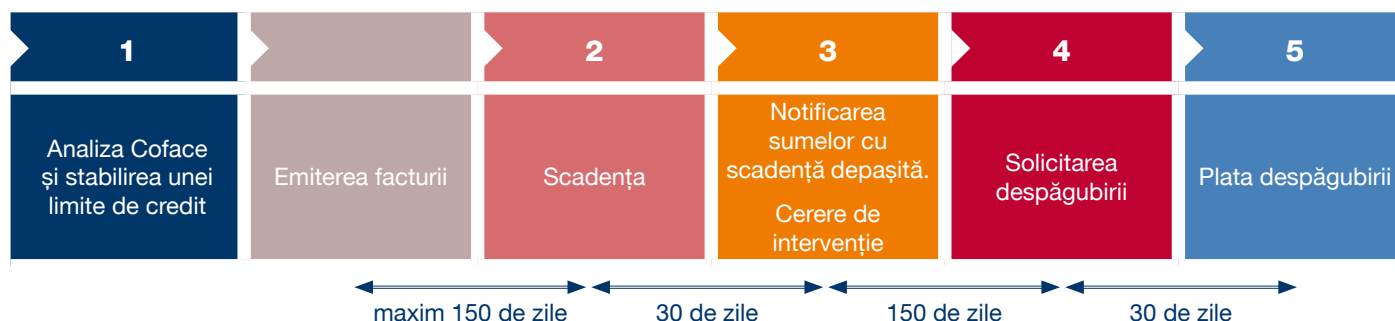 1
2
3
4
5
Analiza Coface
și stabilirea unei
limite de credit
Emiterea facturii
Scadența
Notificarea
sumelor cu
scadență depașită.
Cerere de
intervenție
Solicitarea
despăgubirii
Plata despăgubirii
maxim 150 de zile
30 de zile
150 de zile
30 de zile